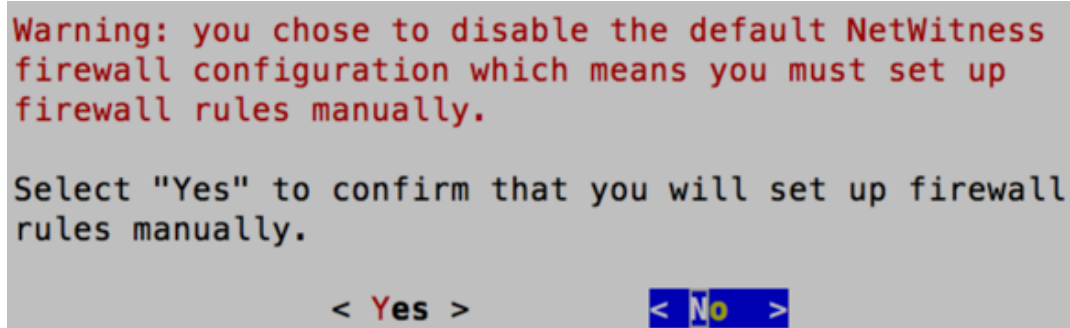 Warning: you chose to disable the default NetWitness
firewall configuration which means you must set up
firewall rules manually.
Select "Yes" to confirm that you will set up firewall
rules manually.
< Yes > < No >